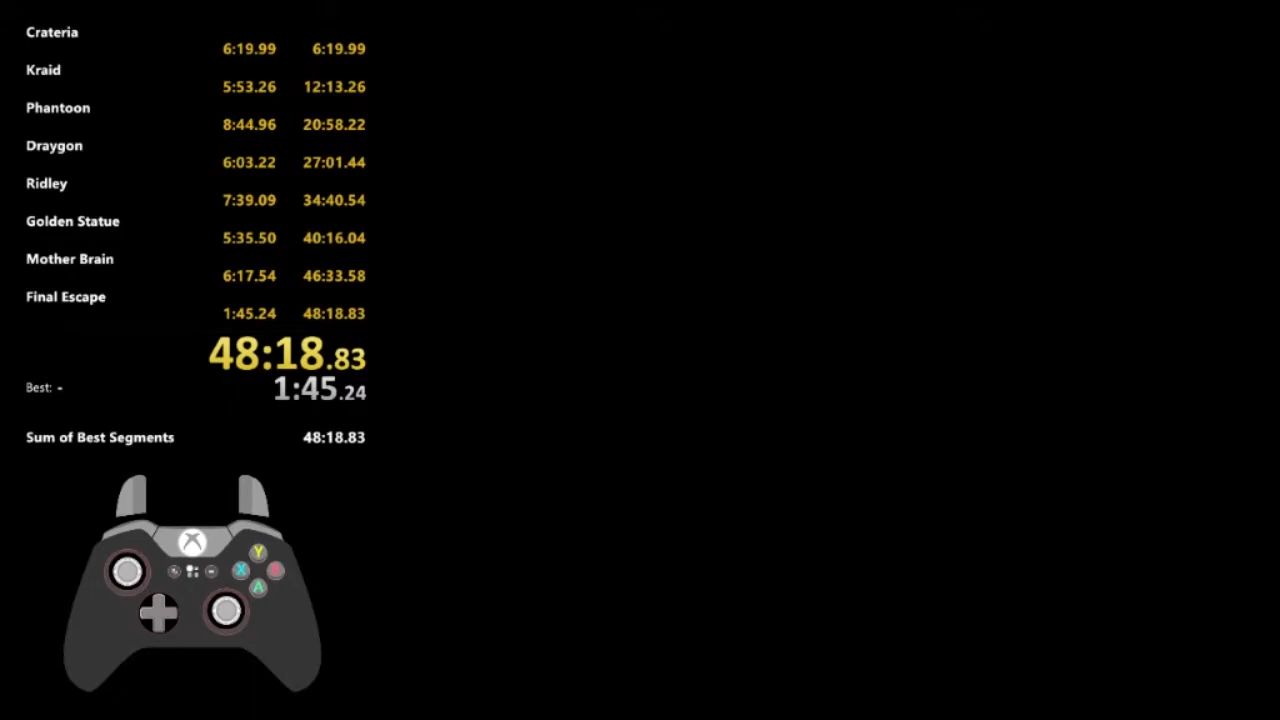 Crateria
6:19.99 6:19.99
Kraid
5:53.26 12:13.26
Phantoon
8:44.96 20:58.22
Draygon
6:03.22 27:01.44
Ridley
7:39.09 34:40.54
Golden Statue
5:35.50 40:16.04
Mother Brain
6:17.54 46:33.58
Final Escape
1:45.24 48:18.83
48:18.83
Best: - 1:45.24
Sum of Best Segments 48:18.83
Y
X B
A